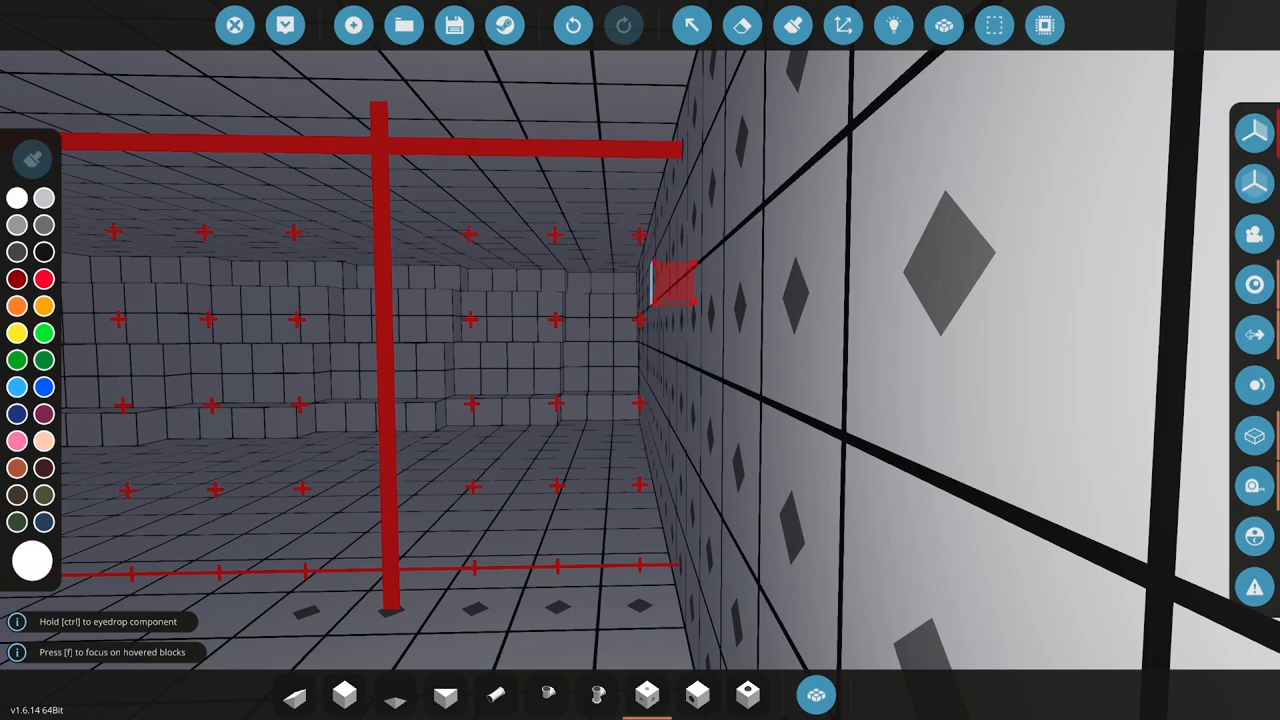 Hold [ctrl] to eyedrop component
Press [f] to focus on hovered blocks
v1.6.14 64Bit